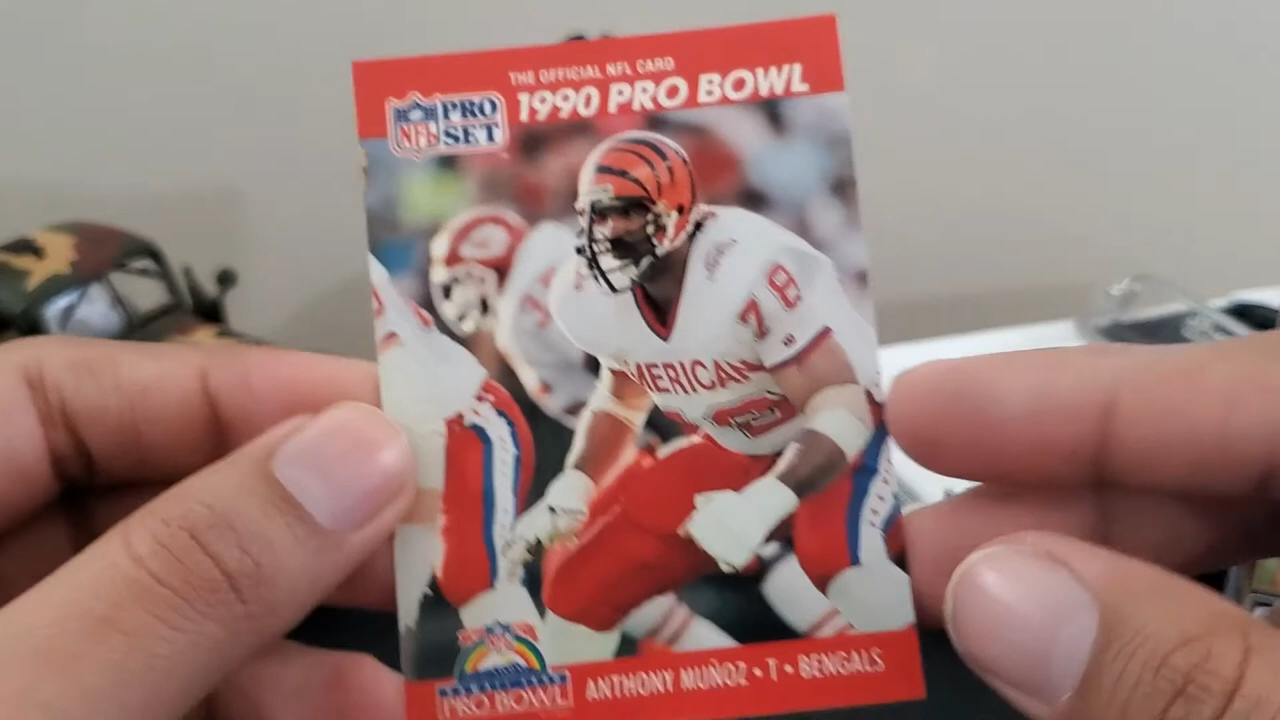 THE OFFICIAL NFL CARD
1990 PRO BOWL
NFL PRO SET
78
AMERICAN
PRO BOWL
ANTHONY MUÑOZ • T • BENGALS